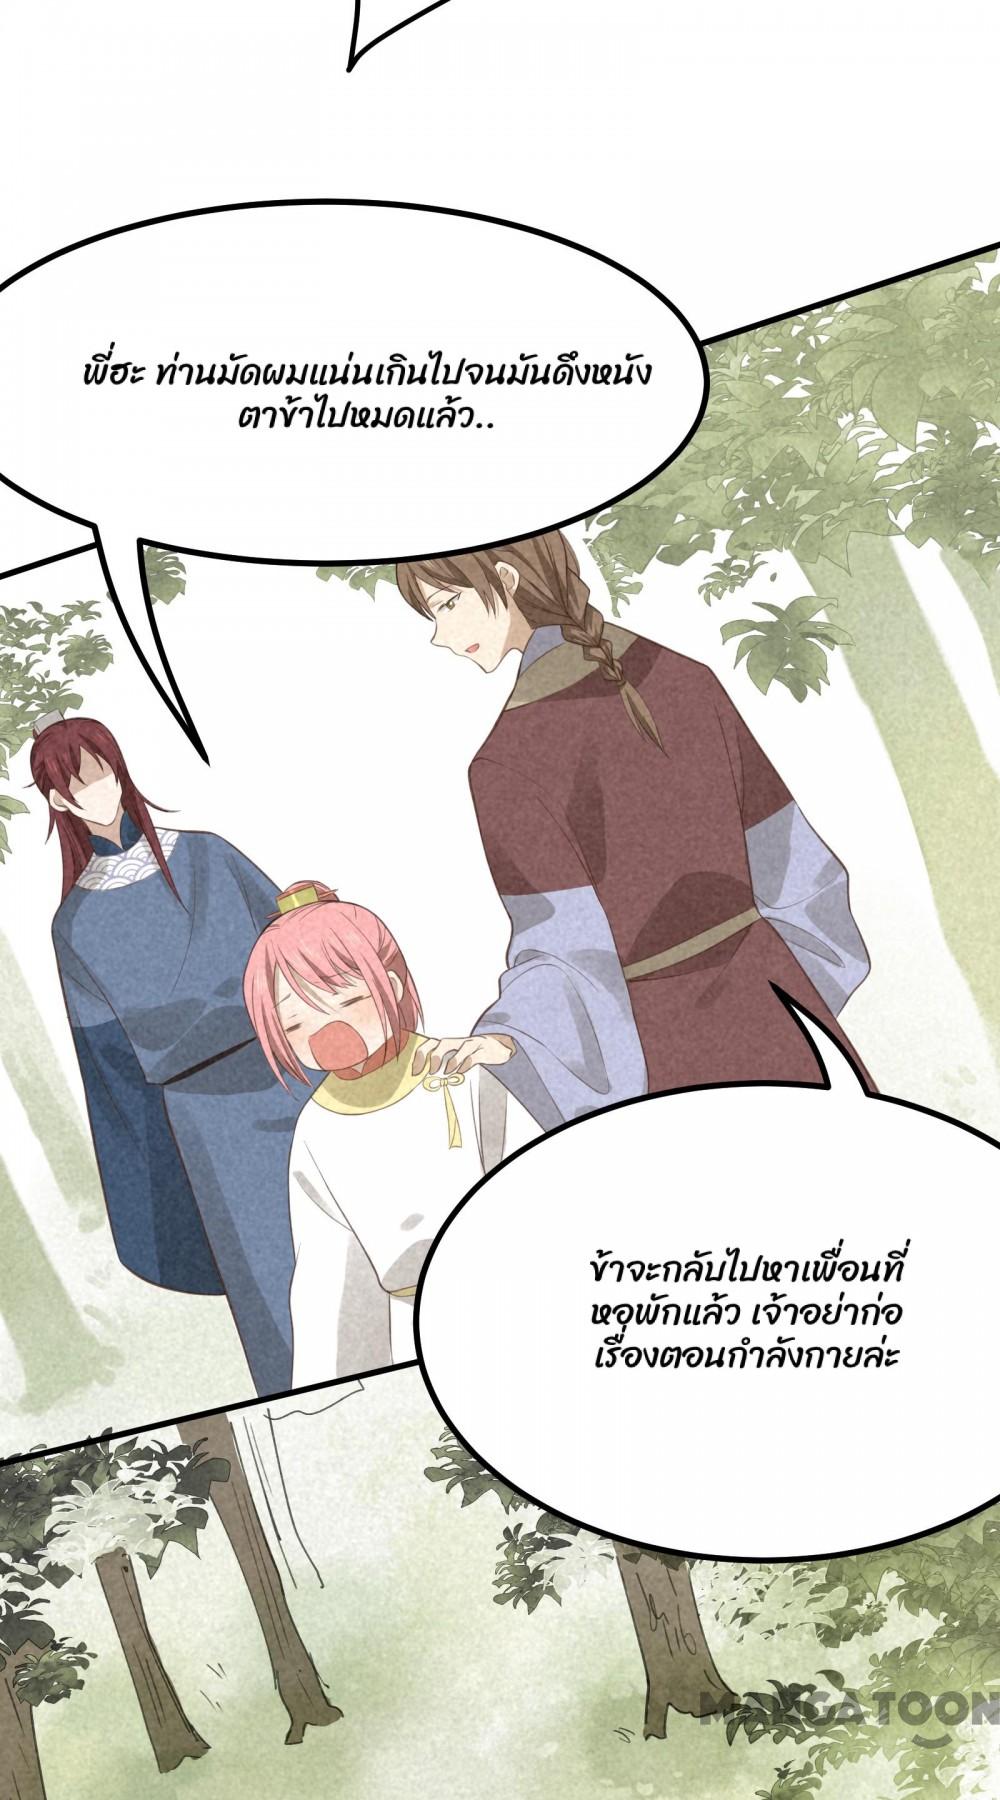 พี่ฮะ ท่านมัดผมแน่นเกินไปจนมันดึงหนัง
ตาข้าไปหมดแล้ว..
ข้าจะกลับไปหาเพื่อนที่
หอพักแล้ว เจ้าอย่าก่อ
เรื่องตอนกำลังกายล่ะ
MANGATOON